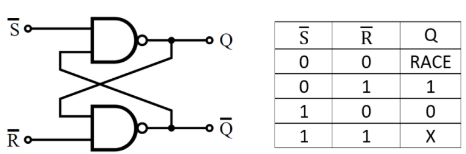 S̅ Q
R̅ Q̅
S̅ R̅ Q
0 0 RACE
0 1 1
1 0 0
1 1 X